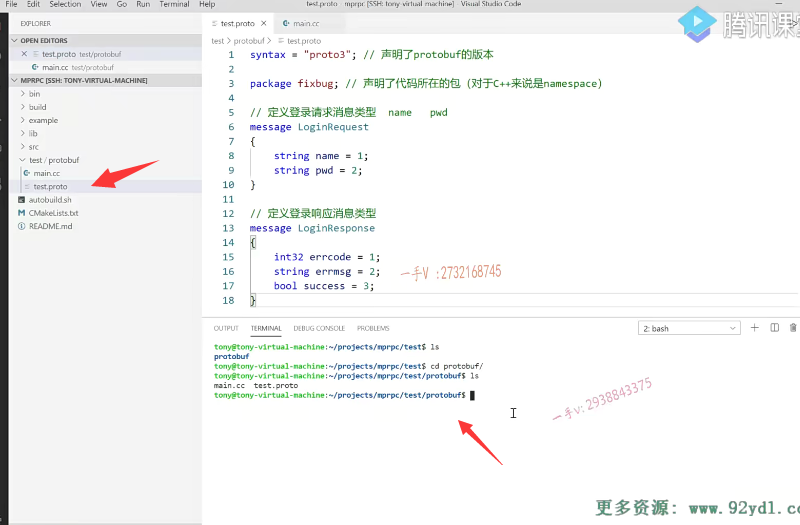 File Edit Selection View Go Run Terminal Help
test.proto - mprpc [SSH: tony-virtual-machine] - Visual Studio Code
EXPLORER
OPEN EDITORS
test.proto test/protobuf
main.cc test/protobuf
MPRPC [SSH: TONY-VIRTUAL-MACHINE]
bin
build
example
lib
src
test / protobuf
main.cc
test.proto
autobuild.sh
CMakeLists.txt
README.md
test.proto main.cc
腾讯课
test > protobuf > test.proto
1 syntax = "proto3"; // 声明了protobuf的版本
2
3 package fixbug; // 声明了代码所在的包（对于C++来说是namespace）
4
5 // 定义登录请求消息类型 name pwd
6 message LoginRequest
7 {
8 string name = 1;
9 string pwd = 2;
10 }
11
12 // 定义登录响应消息类型
13 message LoginResponse
14 {
15 int32 errcode = 1;
16 string errmsg = 2;
17 bool success = 3;
18 }
一手V :2732168745
OUTPUT TERMINAL DEBUG CONSOLE PROBLEMS
2: bash
tony@tony-virtual-machine:~/projects/mprpc/test$ ls
protobuf
tony@tony-virtual-machine:~/projects/mprpc/test$ cd protobuf/
tony@tony-virtual-machine:~/projects/mprpc/test/protobuf$ ls
main.cc test.proto
tony@tony-virtual-machine:~/projects/mprpc/test/protobuf$
一手v: 2938843375
更多资源: www.92ydl.co